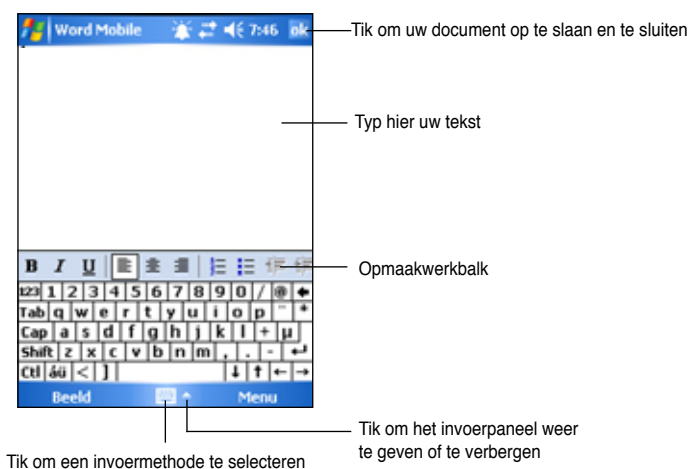 Word Mobile 7:46 ok
Tik om uw document op te slaan en te sluiten
Typ hier uw tekst
B I U
Opmaakwerkbalk
123 1 2 3 4 5 6 7 8 9 0 / @
Tab q w e r t y u i o p ¨ *
Cap a s d f g h j k l + µ
Shift z x c v b n m , . - ↵
Ctl áü < ] ↓ ↑ ← →
Beeld Menu
Tik om het invoerpaneel weer
te geven of te verbergen
Tik om een invoermethode te selecteren